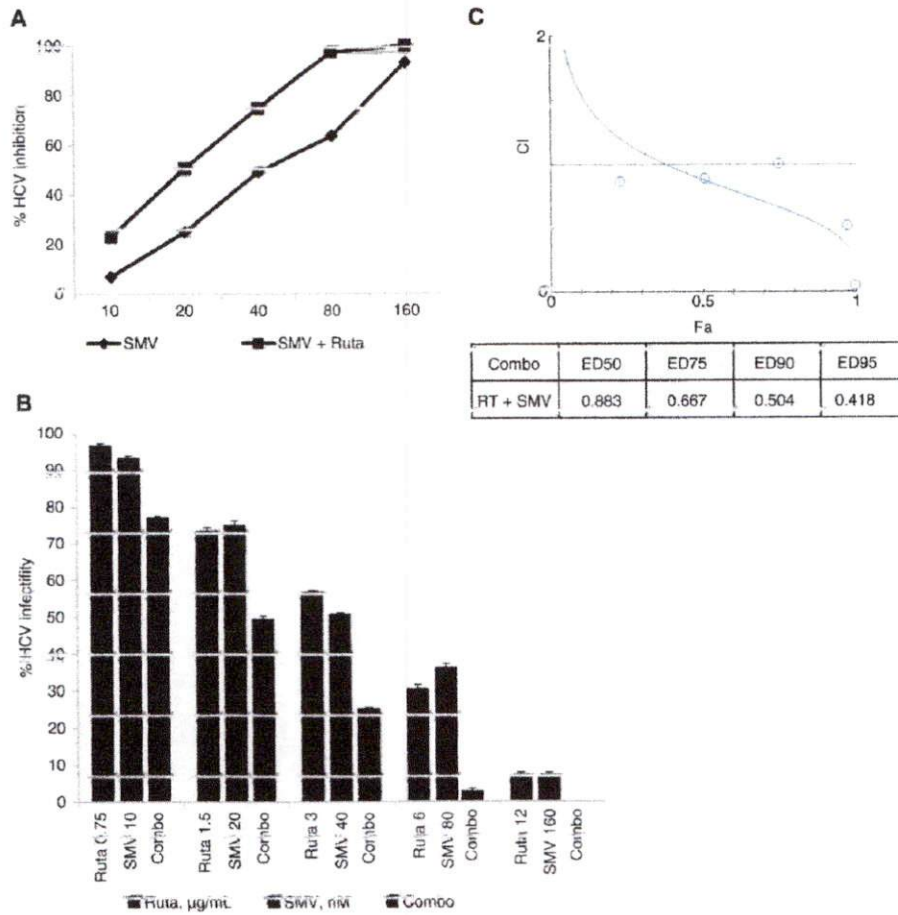 A
% HCV inhibition
100
80
60
40
20
0
10 20 40 80 160
SMV SMV + Ruta
C
CI
2
0
0 0.5 1
Fa
Combo ED50 ED75 ED90 ED95
RT + SMV 0.883 0.667 0.504 0.418
B
% HCV infectifity
100
90
80
70
60
50
40
30
20
10
0
Ruta 0.75
SMV 10
Combo
Ruta 1.5
SMV 20
Combo
Ruta 3
SMV 40
Combo
Ruta 6
SMV 80
Combo
Ruta 12
SMV 160
Combo
Ruta, µg/mL SMV, nM Combo